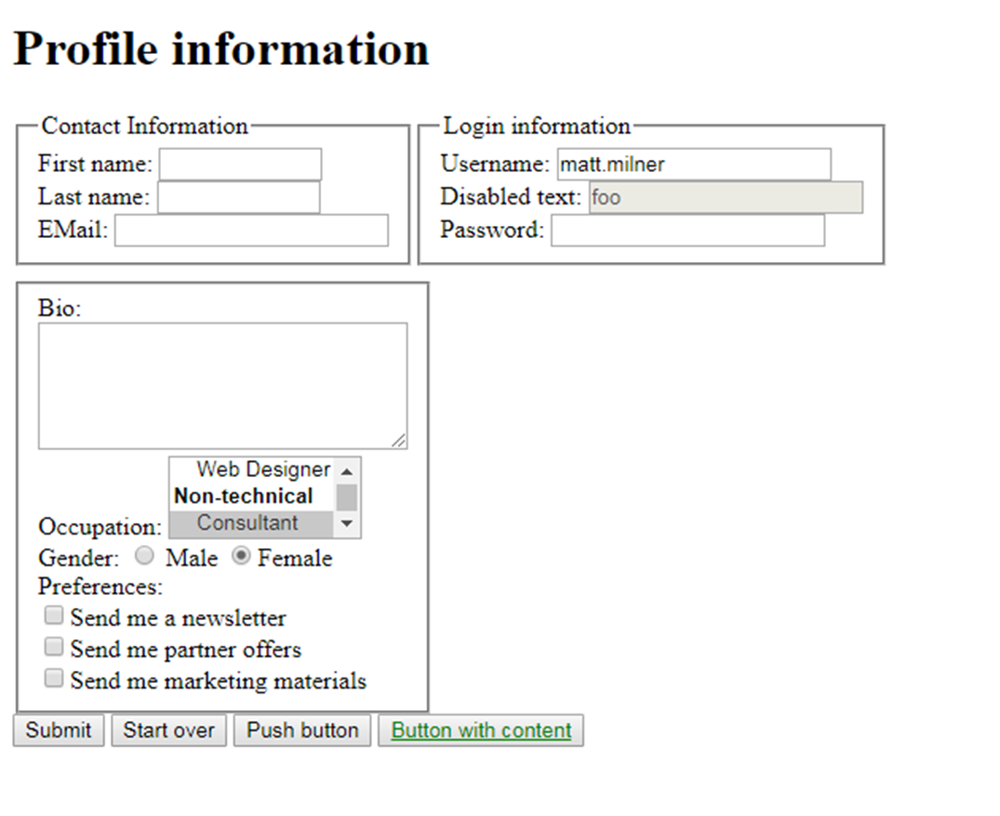 Profile information
Contact Information
First name:
Last name:
EMail:
Login information
Username: matt.milner
Disabled text: foo
Password:
Bio:
Web Designer
Non-technical
Occupation: Consultant
Gender: Male Female
Preferences:
Send me a newsletter
Send me partner offers
Send me marketing materials
Submit Start over Push button Button with content